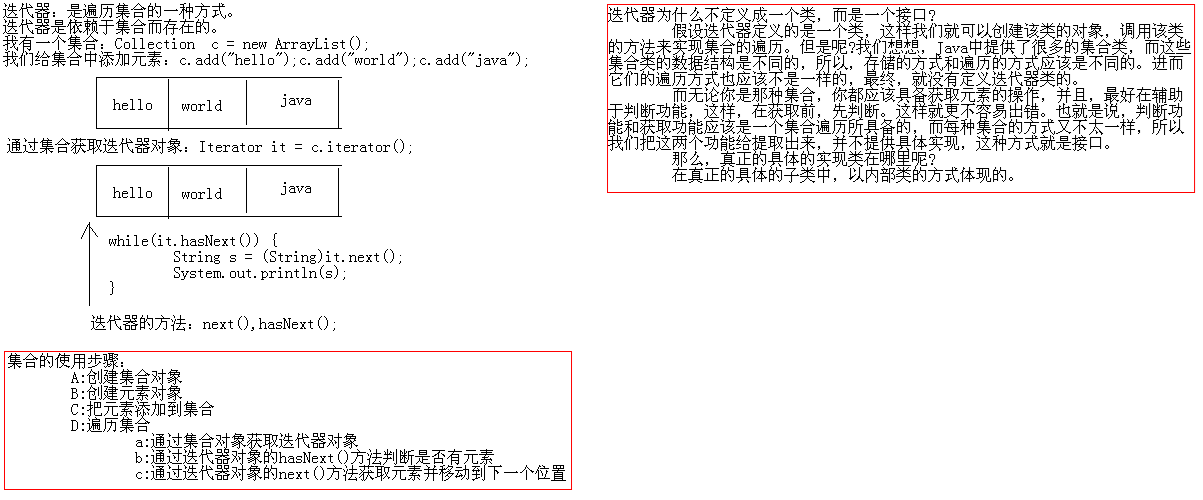 迭代器：是遍历集合的一种方式。
迭代器是依赖于集合而存在的。
我有一个集合：Collection  c = new ArrayList();
我们给集合中添加元素：c.add("hello");c.add("world");c.add("java");
hello world java
通过集合获取迭代器对象：Iterator it = c.iterator();
hello world java
while(it.hasNext()) {
String s = (String)it.next();
System.out.println(s);
}
迭代器的方法：next(),hasNext();
集合的使用步骤：
A:创建集合对象
B:创建元素对象
C:把元素添加到集合
D:遍历集合
a:通过集合对象获取迭代器对象
b:通过迭代器对象的hasNext()方法判断是否有元素
c:通过迭代器对象的next()方法获取元素并移动到下一个位置
迭代器为什么不定义成一个类，而是一个接口?
假设迭代器定义的是一个类，这样我们就可以创建该类的对象，调用该类
的方法来实现集合的遍历。但是呢?我们想想，Java中提供了很多的集合类，而这些
集合类的数据结构是不同的，所以，存储的方式和遍历的方式应该是不同的。进而
它们的遍历方式也应该不是一样的，最终，就没有定义迭代器类的。
而无论你是那种集合，你都应该具备获取元素的操作，并且，最好在辅助
于判断功能，这样，在获取前，先判断。这样就更不容易出错。也就是说，判断功
能和获取功能应该是一个集合遍历所具备的，而每种集合的方式又不太一样，所以
我们把这两个功能给提取出来，并不提供具体实现，这种方式就是接口。
那么，真正的具体的实现类在哪里呢?
在真正的具体的子类中，以内部类的方式体现的。